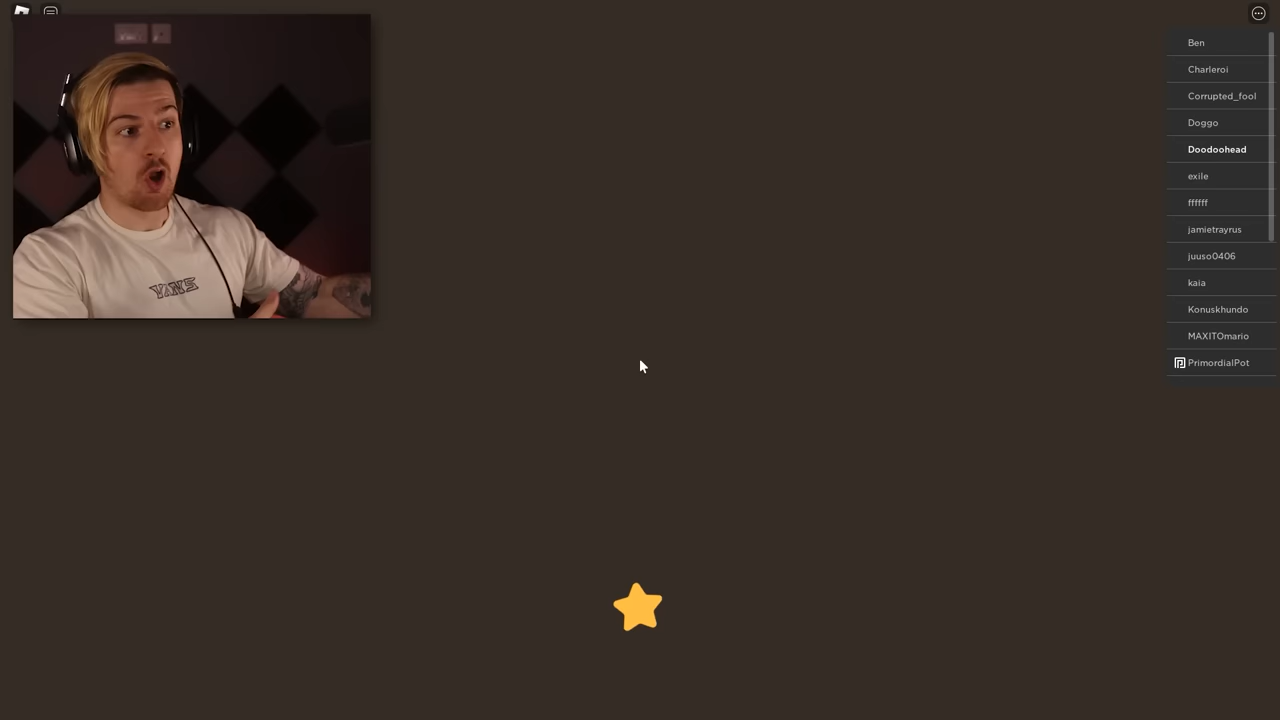 VANS
Ben
Charleroi
Corrupted_fool
Doggo
Doodoohead
exile
ffffff
jamietrayrus
juuso0406
kaia
Konuskhundo
MAXITOmario
PrimordialPot